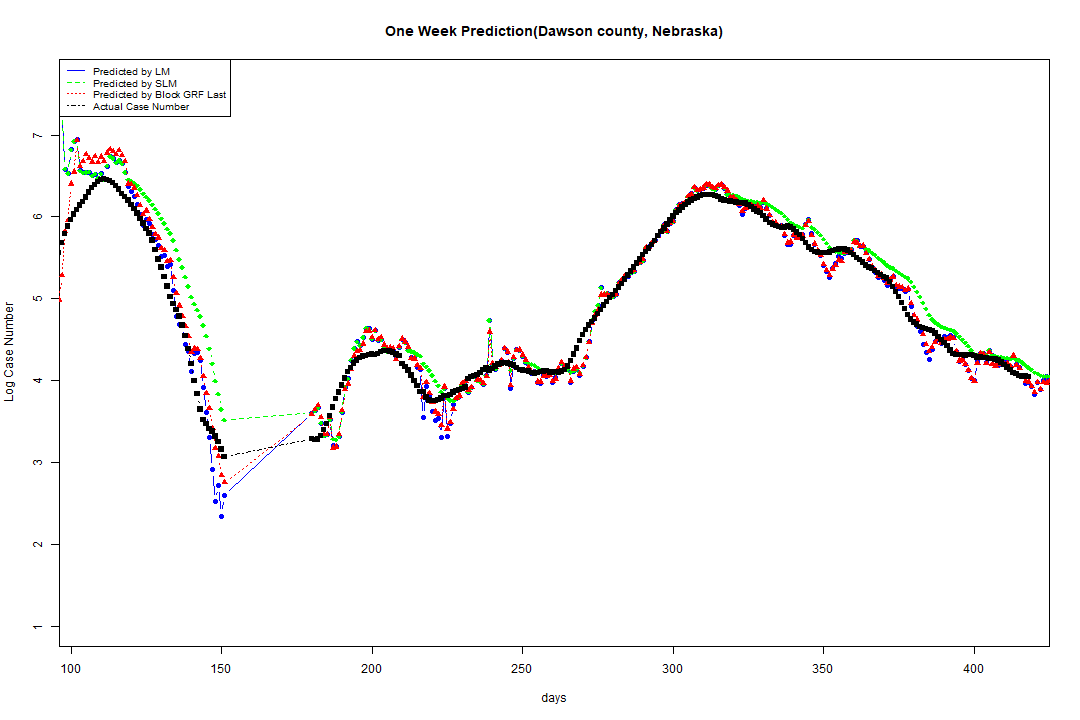 One Week Prediction(Dawson county, Nebraska)
Predicted by LM
Predicted by SLM
Predicted by Block GRF Last
Actual Case Number
7
6
5
4
3
2
1
Log Case Number
100 150 200 250 300 350 400
days